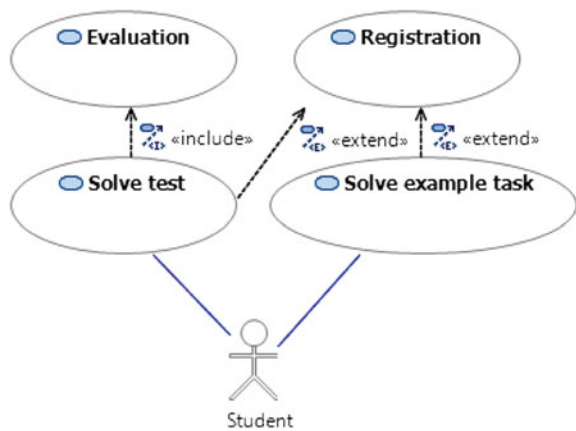 Evaluation
Registration
«include»
«extend»
«extend»
Solve test
Solve example task
Student